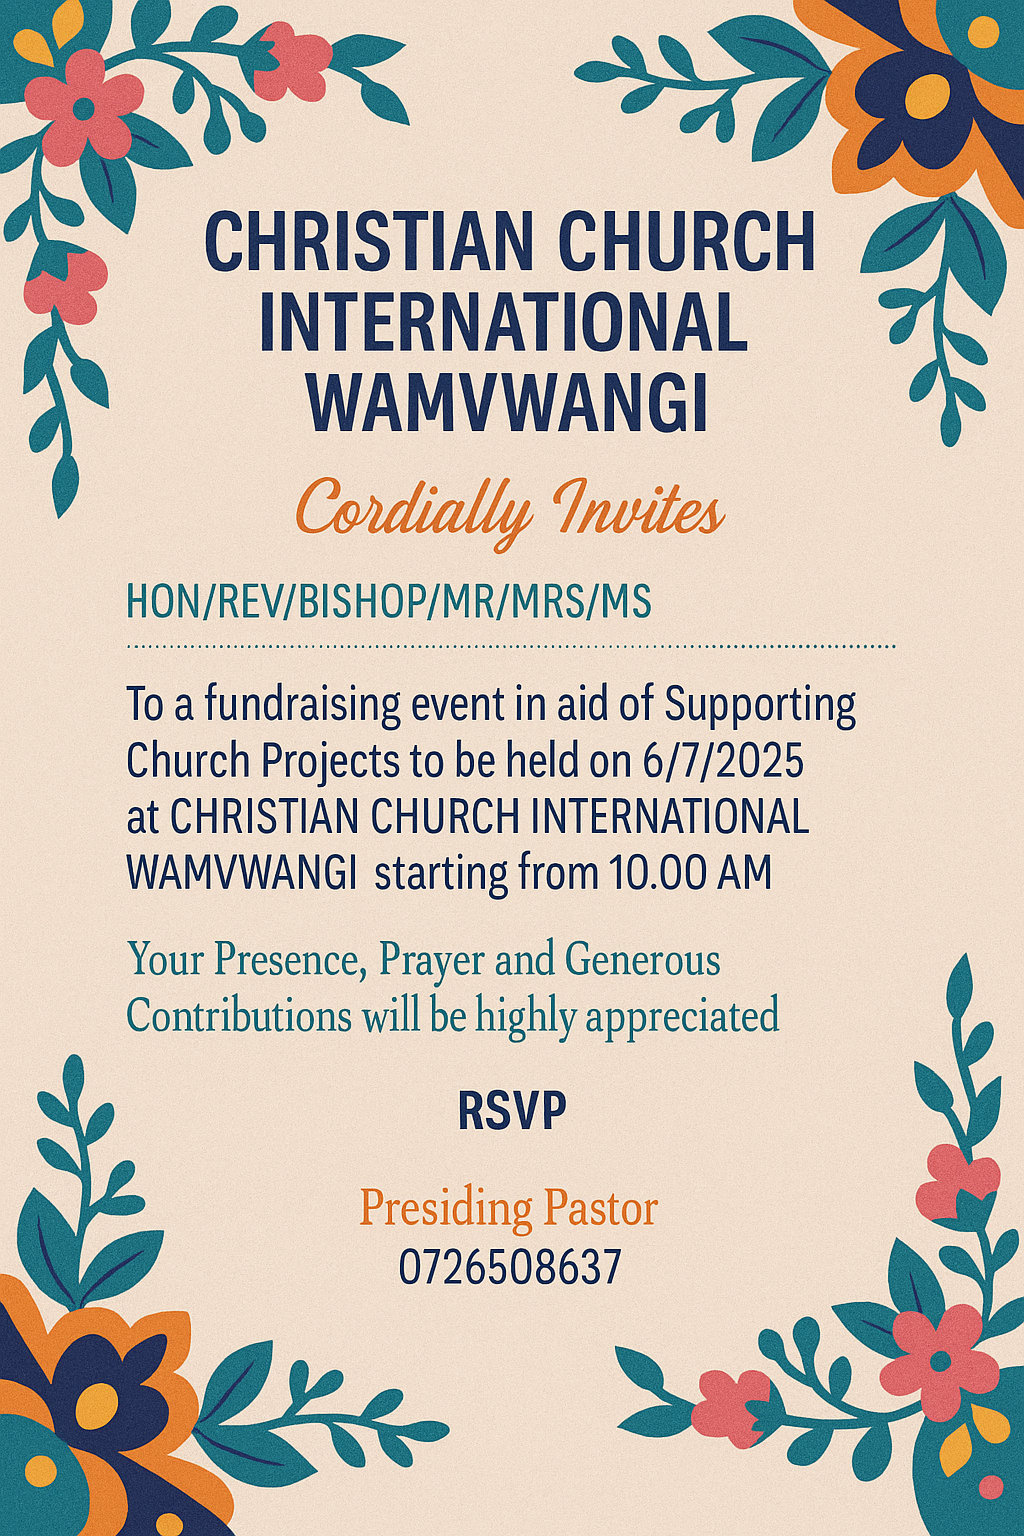 CHRISTIAN CHURCH
INTERNATIONAL
WAMVWANGI
Cordially Invites
HON/REV/BISHOP/MR/MRS/MS
To a fundraising event in aid of Supporting
Church Projects to be held on 6/7/2025
at CHRISTIAN CHURCH INTERNATIONAL
WAMVWANGI starting from 10.00 AM
Your Presence, Prayer and Generous
Contributions will be highly appreciated
RSVP
Presiding Pastor
0726508637